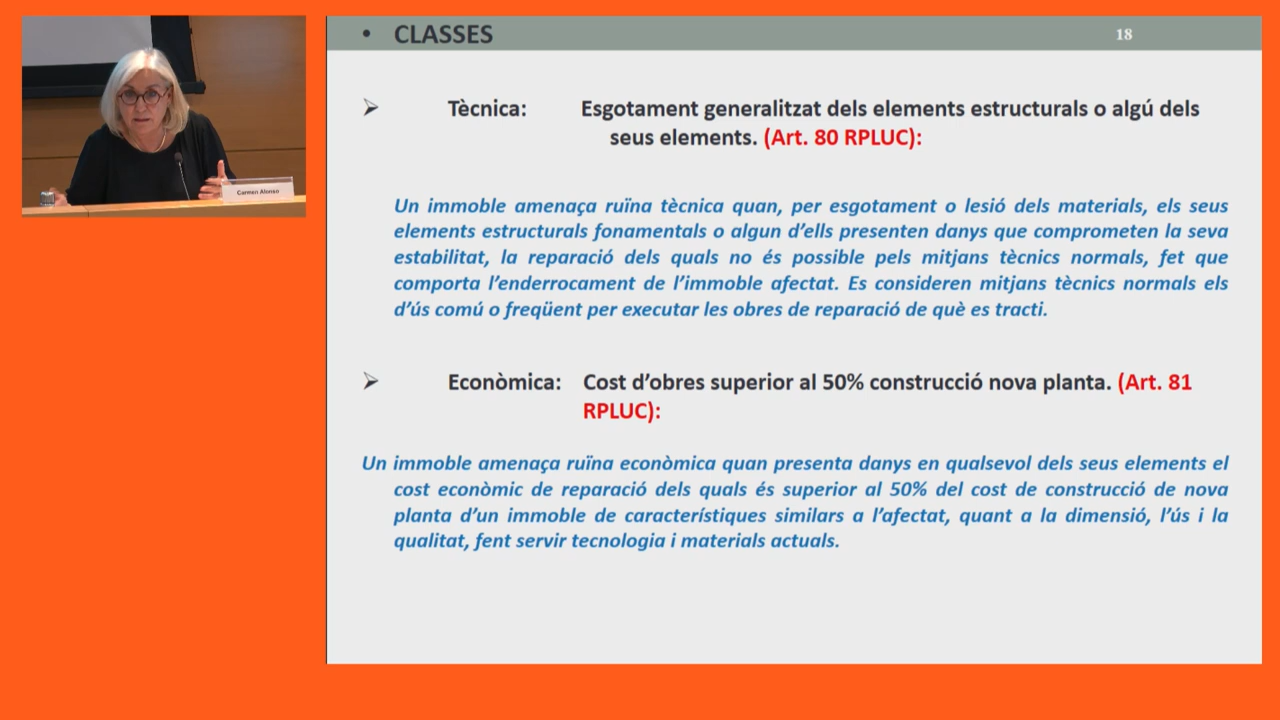 Carmen Alonso
• CLASSES
18
➢ Tècnica: Esgotament generalitzat dels elements estructurals o algú dels
seus elements. (Art. 80 RPLUC):
Un immoble amenaça ruïna tècnica quan, per esgotament o lesió dels materials, els seus
elements estructurals fonamentals o algun d’ells presenten danys que comprometen la seva
estabilitat, la reparació dels quals no és possible pels mitjans tècnics normals, fet que
comporta l’enderrocament de l’immoble afectat. Es consideren mitjans tècnics normals els
d’ús comú o freqüent per executar les obres de reparació de què es tracti.
➢ Econòmica: Cost d’obres superior al 50% construcció nova planta. (Art. 81
RPLUC):
Un immoble amenaça ruïna econòmica quan presenta danys en qualsevol dels seus elements el
cost econòmic de reparació dels quals és superior al 50% del cost de construcció de nova
planta d’un immoble de característiques similars a l’afectat, quant a la dimensió, l’ús i la
qualitat, fent servir tecnologia i materials actuals.